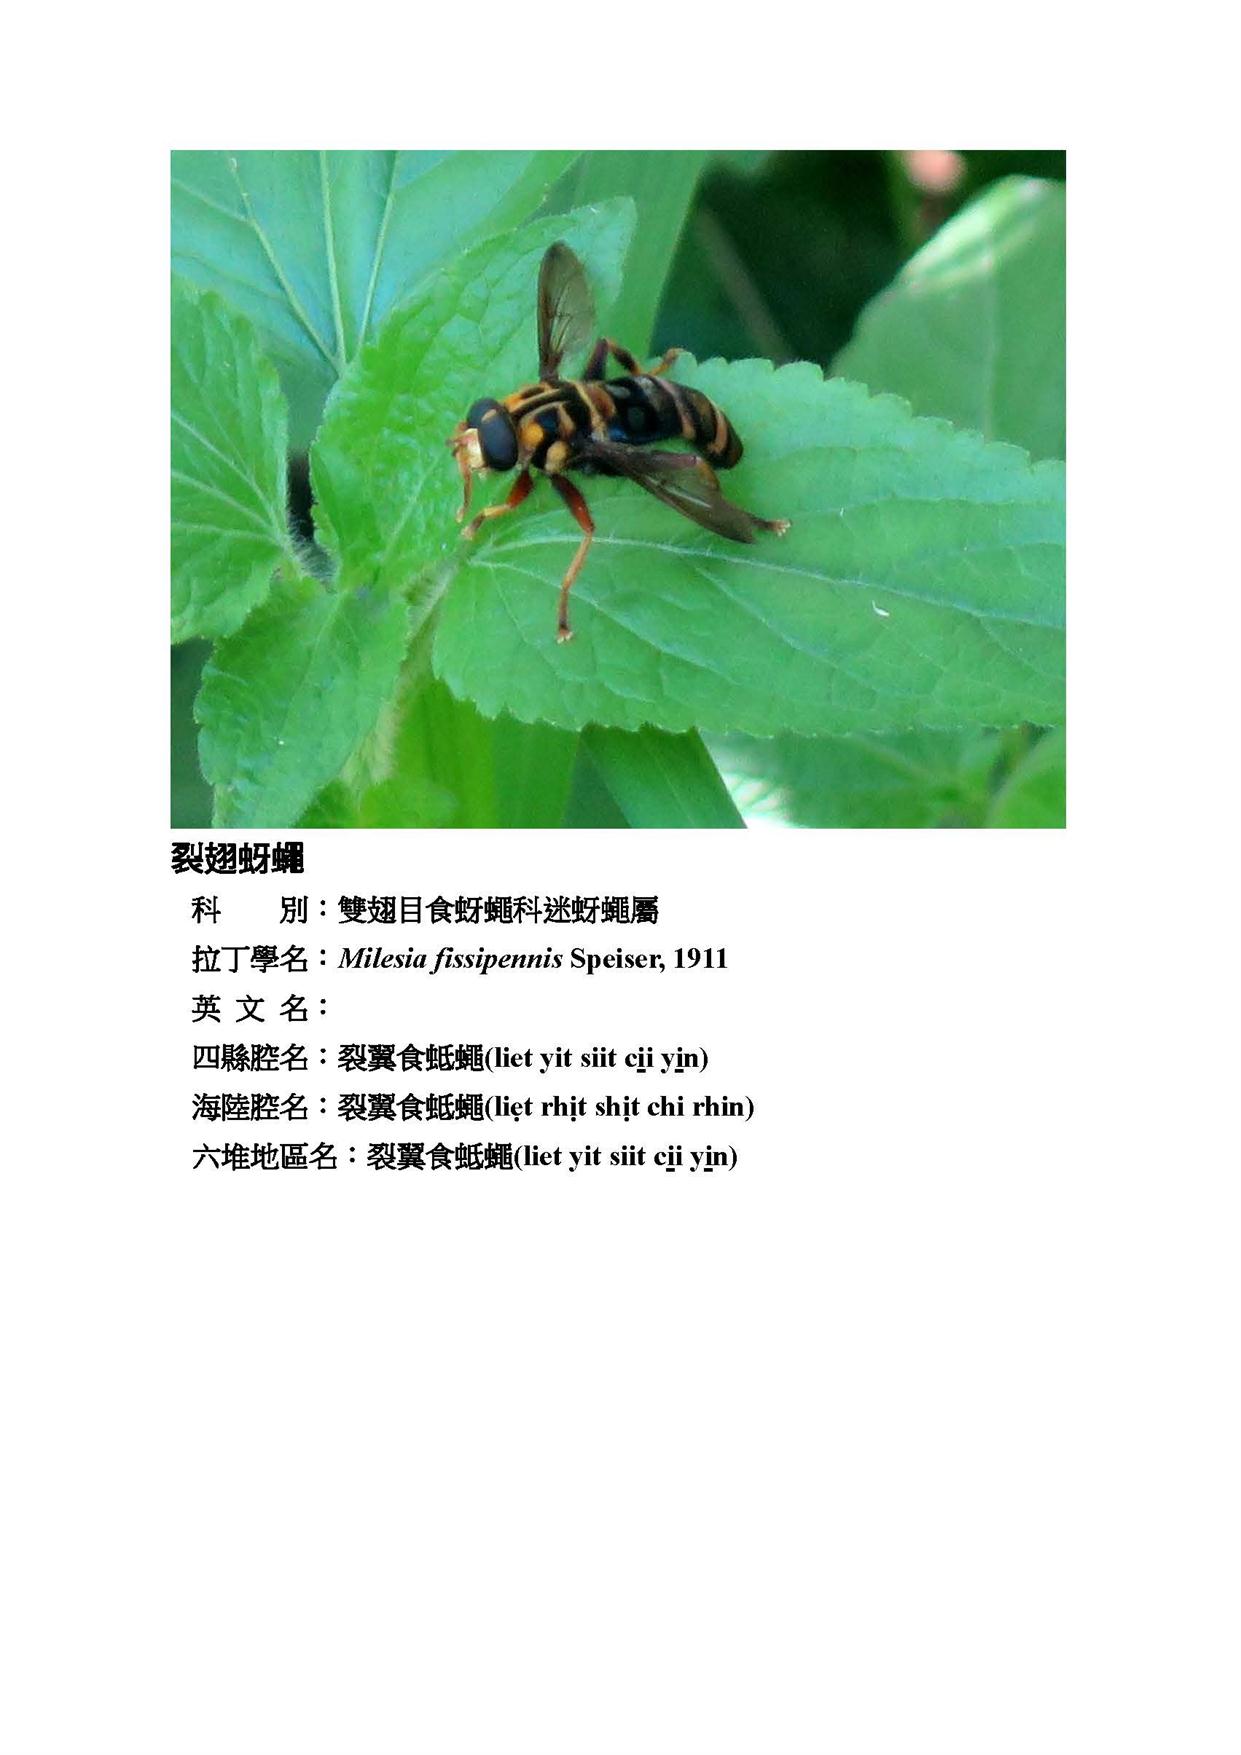 裂翅蚜蠅
科　　別：雙翅目食蚜蠅科迷蚜蠅屬
拉丁學名：Milesia fissipennis Speiser, 1911
英 文 名：
四縣腔名：裂翼食蚳蠅(liet yit siit ci̠i yi̠n)
海陸腔名：裂翼食蚳蠅(liẹt rhịt shịt chi rhin)
六堆地區名：裂翼食蚳蠅(liet yit siit ci̠i yi̠n)